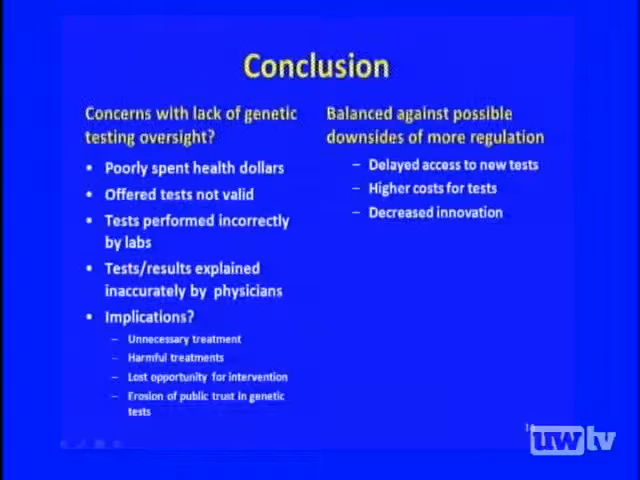 Conclusion
Concerns with lack of genetic
testing oversight?
• Poorly spent health dollars
• Offered tests not valid
• Tests performed incorrectly
by labs
• Tests/results explained
inaccurately by physicians
• Implications?
– Unnecessary treatment
– Harmful treatments
– Lost opportunity for intervention
– Erosion of public trust in genetic
tests
Balanced against possible
downsides of more regulation
– Delayed access to new tests
– Higher costs for tests
– Decreased innovation
uwtv